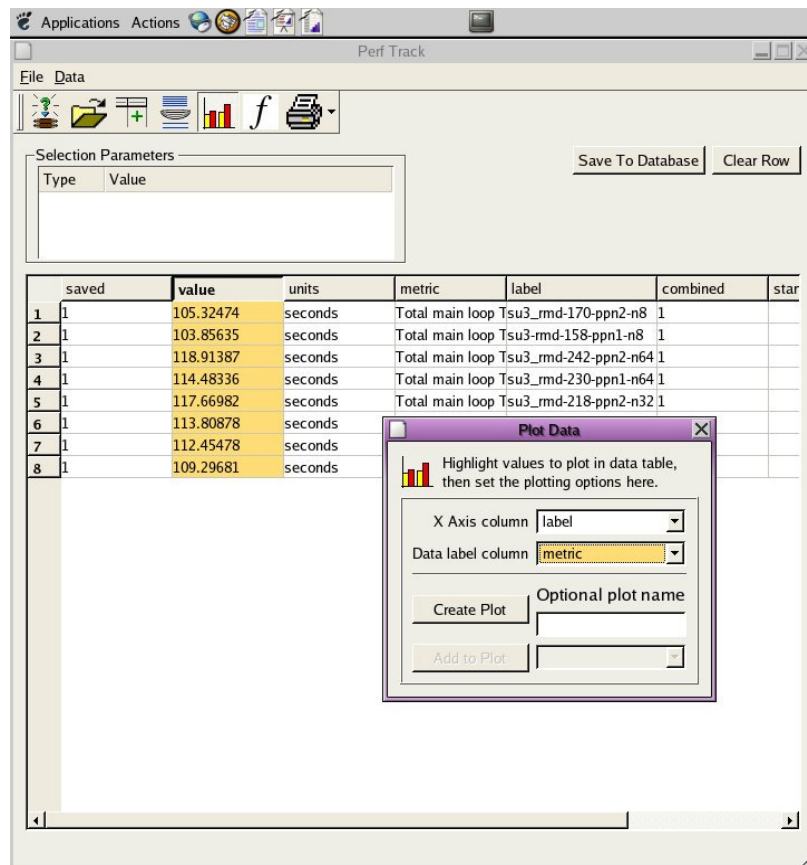 Applications Actions
Perf Track
File Data
f
Selection Parameters
Type Value
Save To Database Clear Row
saved value units metric label combined star
1 1 105.32474 seconds Total main loop T su3_rmd-170-ppn2-n8 1
2 1 103.85635 seconds Total main loop T su3-rmd-158-ppn1-n8 1
3 1 118.91387 seconds Total main loop T su3_rmd-242-ppn2-n64 1
4 1 114.48336 seconds Total main loop T su3_rmd-230-ppn1-n64 1
5 1 117.66982 seconds Total main loop T su3_rmd-218-ppn2-n32 1
6 1 113.80878 seconds
7 1 112.45478 seconds
8 1 109.29681 seconds
Plot Data
Highlight values to plot in data table,
then set the plotting options here.
X Axis column label
Data label column metric
Create Plot
Optional plot name
Add to Plot